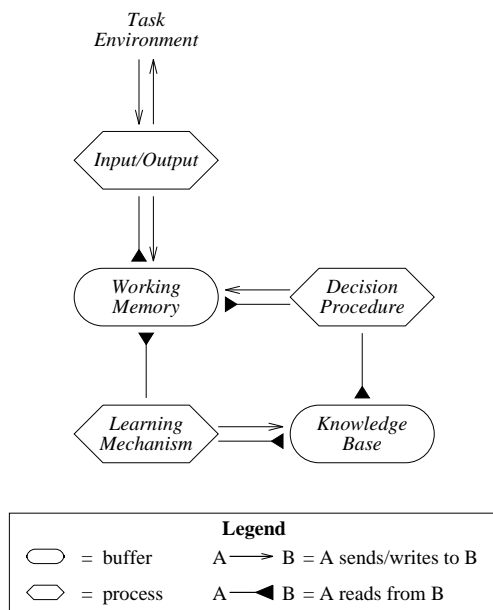 Task
Environment
Input/Output
Working
Memory
Decision
Procedure
Learning
Mechanism
Knowledge
Base
Legend
= buffer
A B = A sends/writes to B
= process
A B = A reads from B